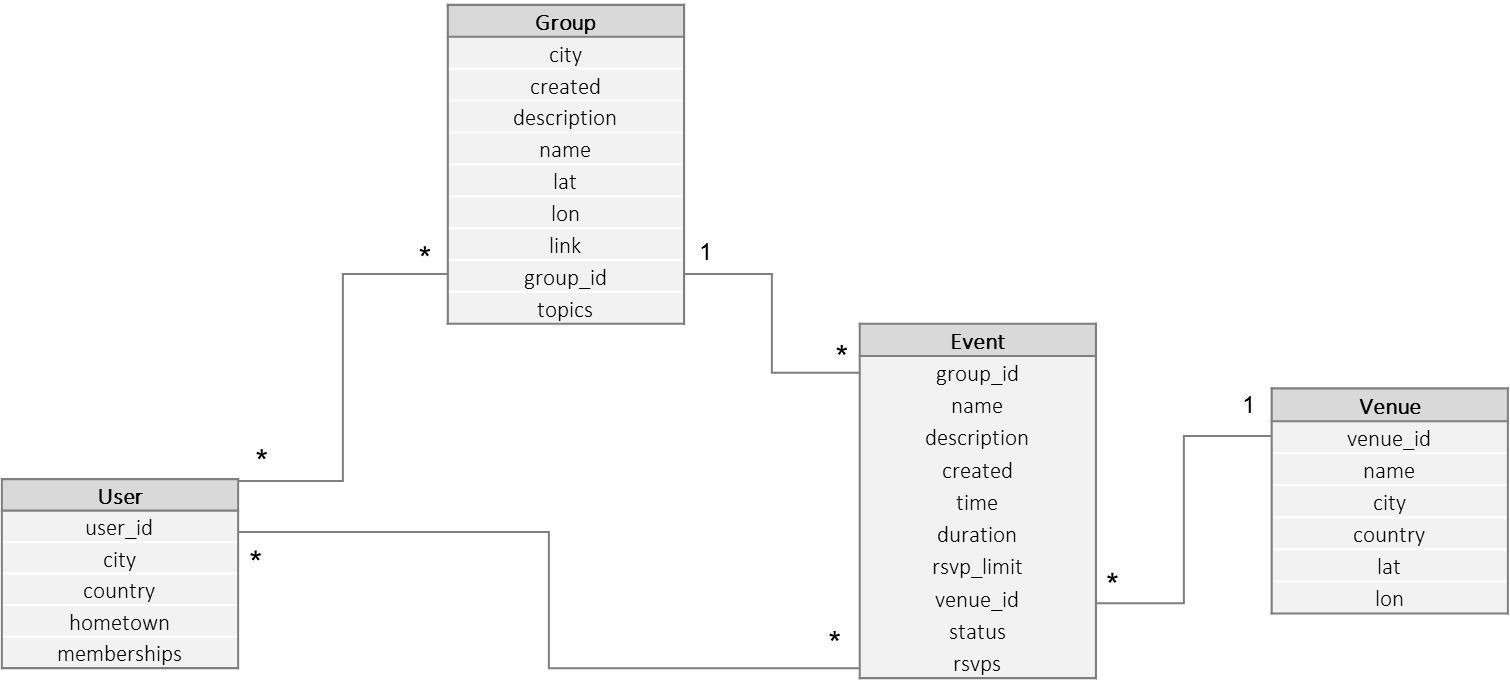 Group
city
created
description
name
lat
lon
link
group_id
topics
*
1
*
*
User
user_id
city
country
hometown
memberships
*
*
Event
group_id
name
description
created
time
duration
rsvp_limit
venue_id
status
rsvps
*
1
Venue
venue_id
name
city
country
lat
lon